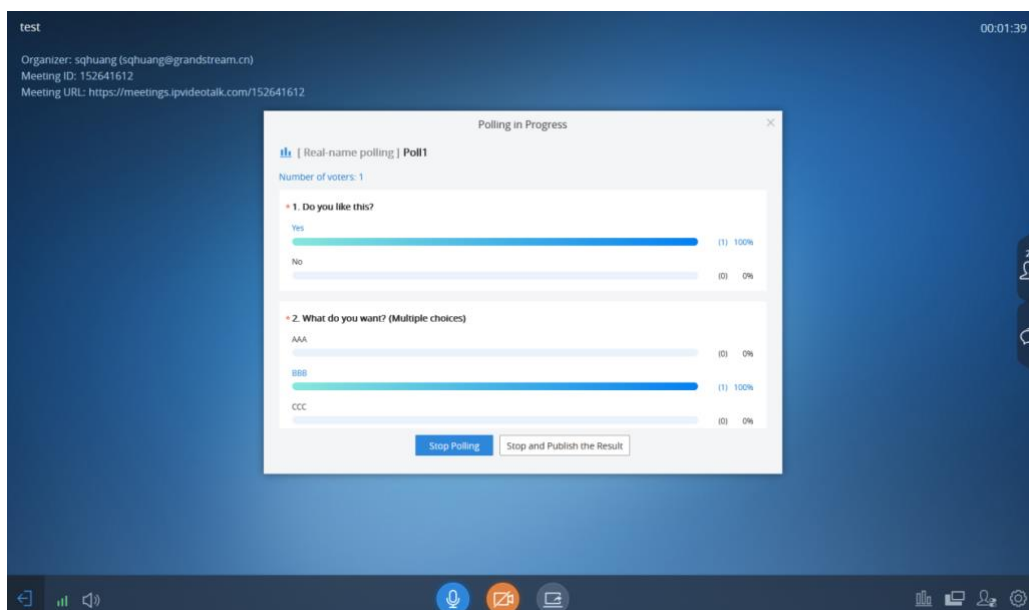 test
00:01:39
Organizer: sqhuang (sqhuang@grandstream.cn)
Meeting ID: 152641612
Meeting URL: https://meetings.ipvideotalk.com/152641612
Polling in Progress
[ Real-name polling ] Poll1
Number of voters: 1
* 1. Do you like this?
Yes
(1) 100%
No
(0) 0%
* 2. What do you want? (Multiple choices)
AAA
(0) 0%
BBB
(1) 100%
CCC
(0) 0%
Stop Polling
Stop and Publish the Result